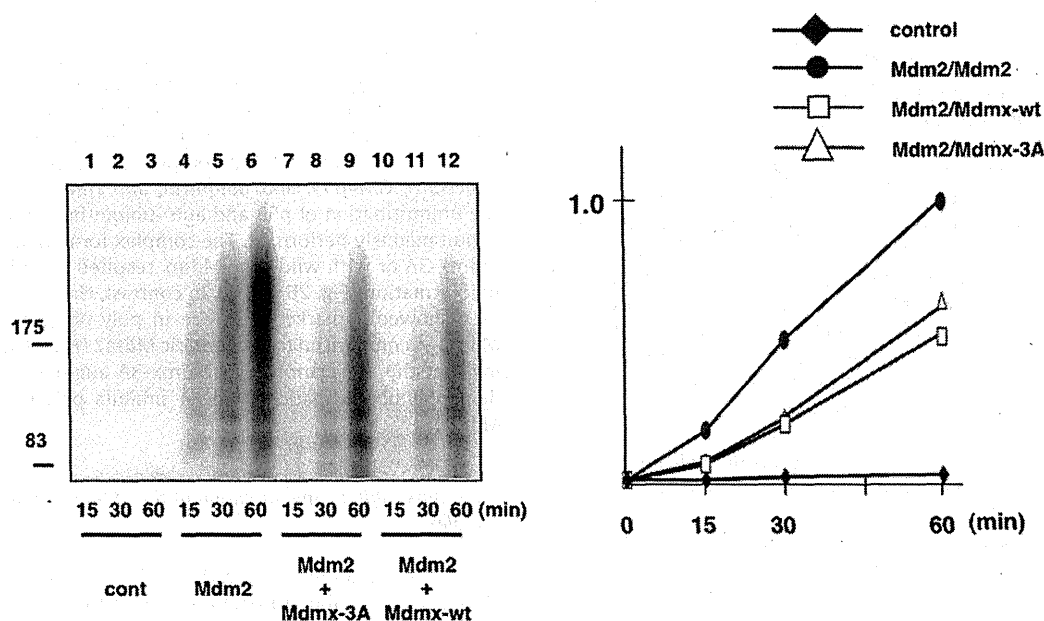 control
Mdm2/Mdm2
Mdm2/Mdmx-wt
Mdm2/Mdmx-3A
1 2 3 4 5 6 7 8 9 10 11 12
175
83
15 30 60 15 30 60 15 30 60 15 30 60 (min)
cont
Mdm2
Mdm2
+
Mdmx-3A
Mdm2
+
Mdmx-wt
1.0
0 15 30 60 (min)